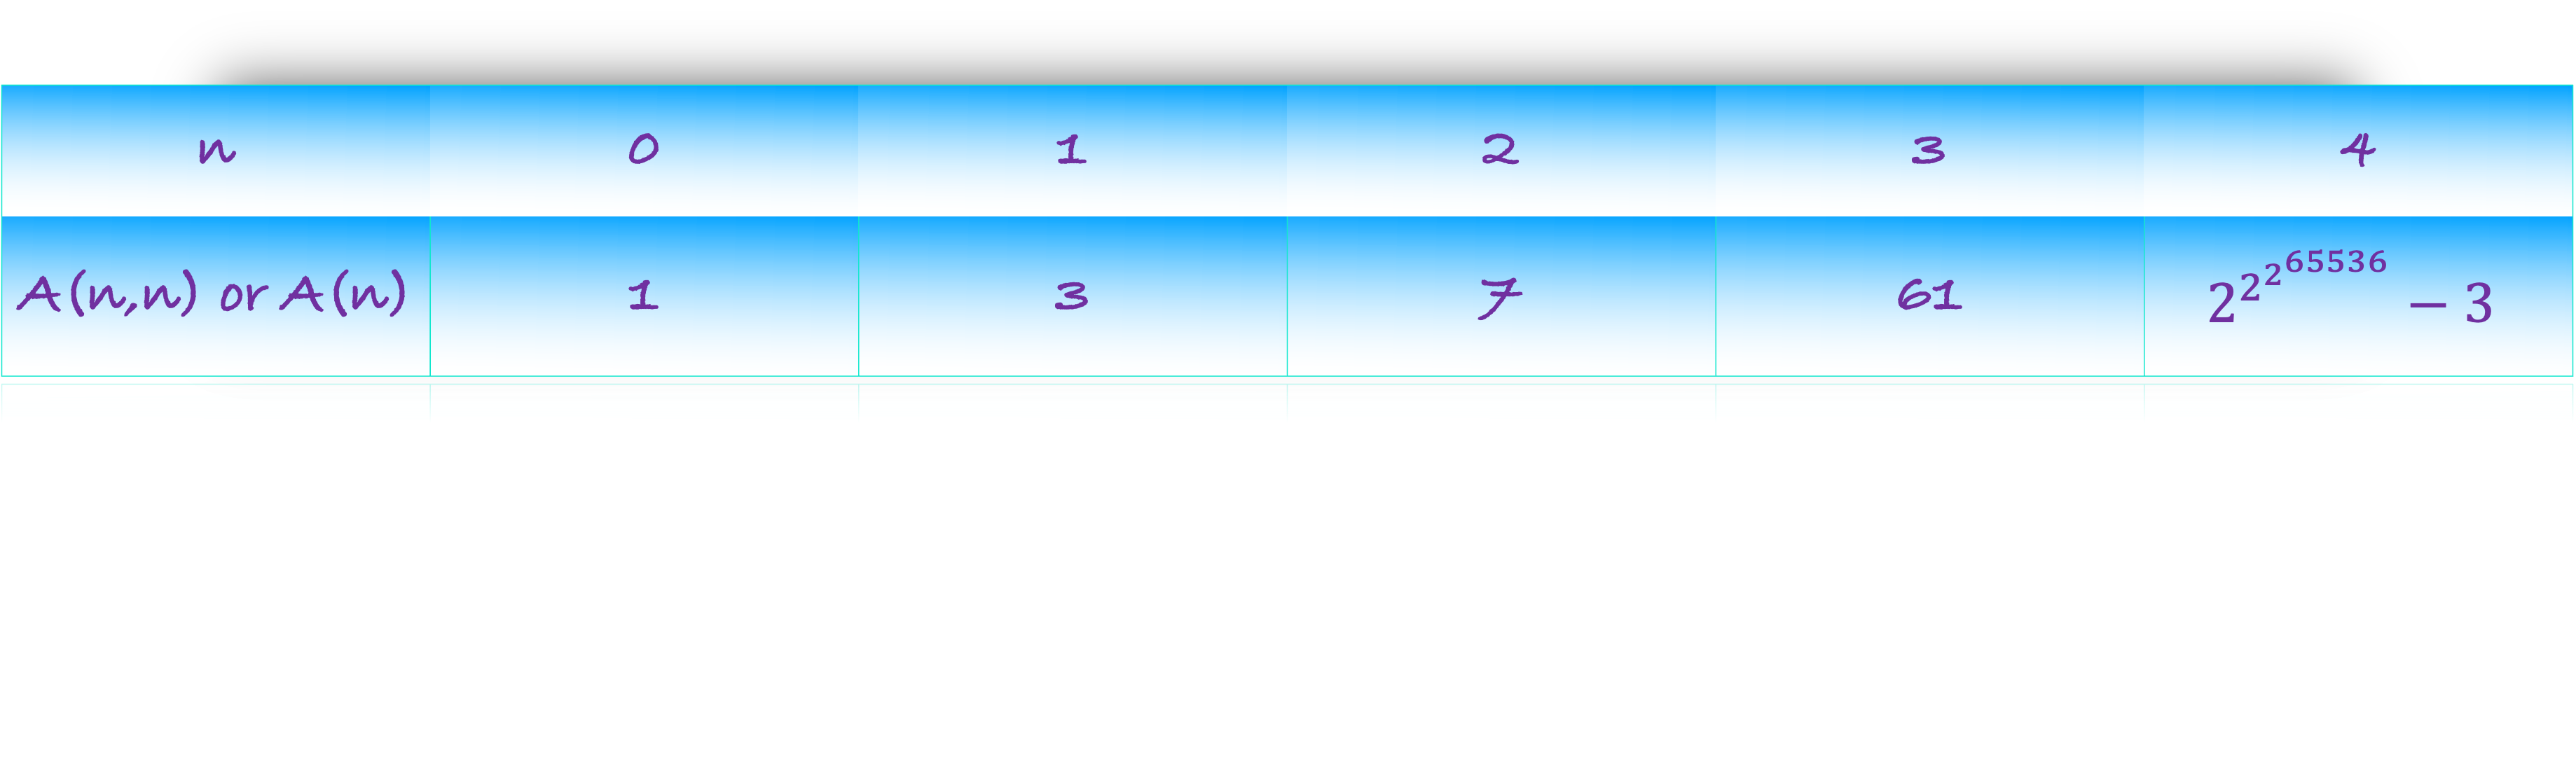 n 0 1 2 3 4
A(n,n) or A(n) 1 3 7 61 2^2^2^65536 − 3